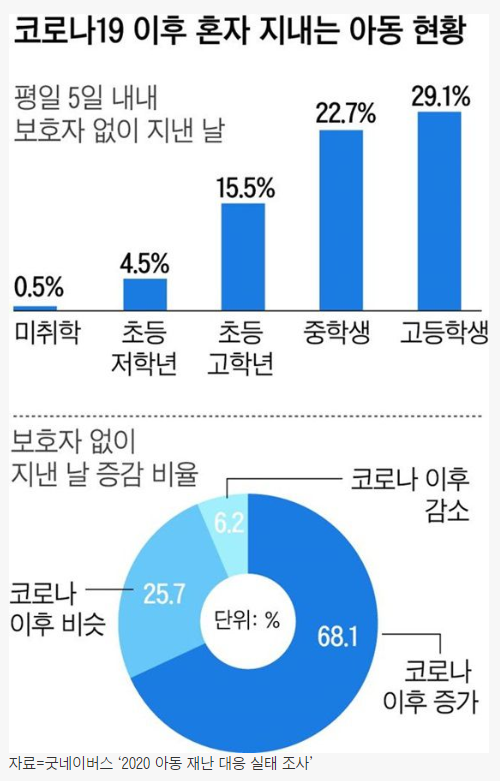 코로나19 이후 혼자 지내는 아동 현황
평일 5일 내내
보호자 없이 지낸 날
0.5%
4.5%
15.5%
22.7%
29.1%
미취학
초등
저학년
초등
고학년
중학생
고등학생
보호자 없이
지낸 날 증감 비율
코로나 이후
감소
6.2
코로나
이후 비슷
25.7
단위: %
68.1
코로나
이후 증가
자료=굿네이버스 ‘2020 아동 재난 대응 실태 조사’